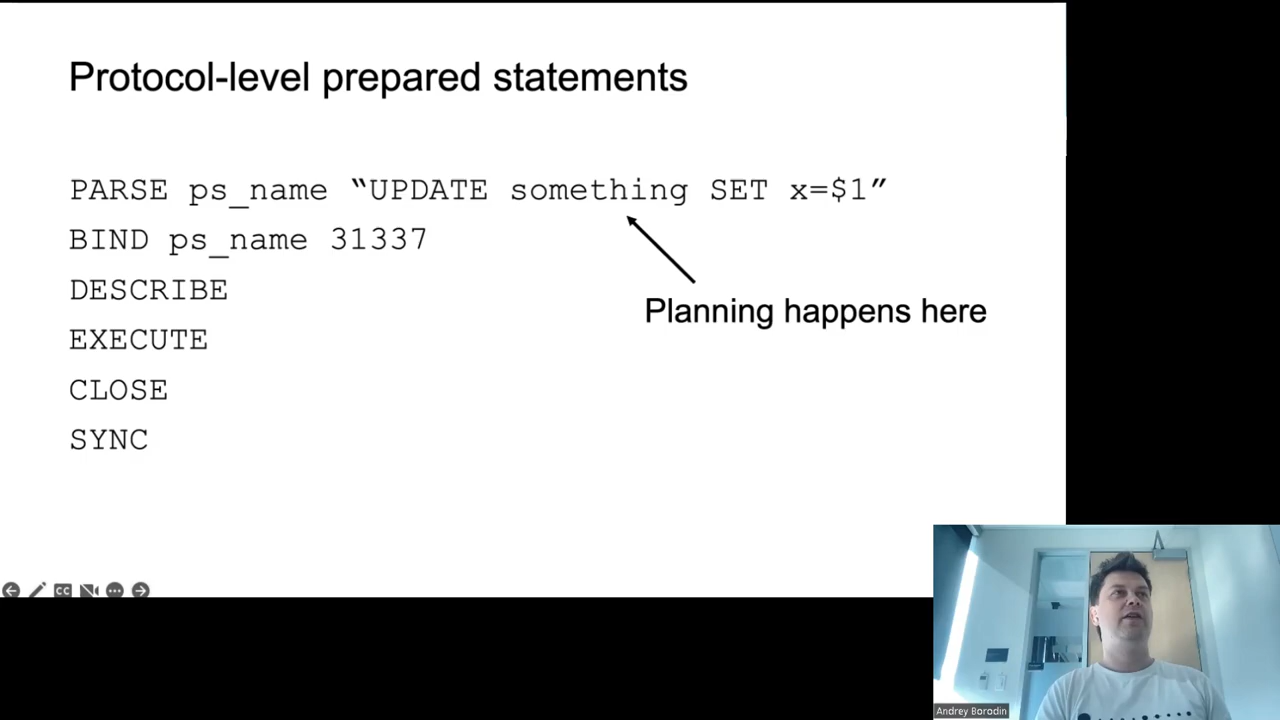 Protocol-level prepared statements
PARSE ps_name “UPDATE something SET x=$1”
BIND ps_name 31337
DESCRIBE
Planning happens here
EXECUTE
CLOSE
SYNC
CC
Andrey Borodin